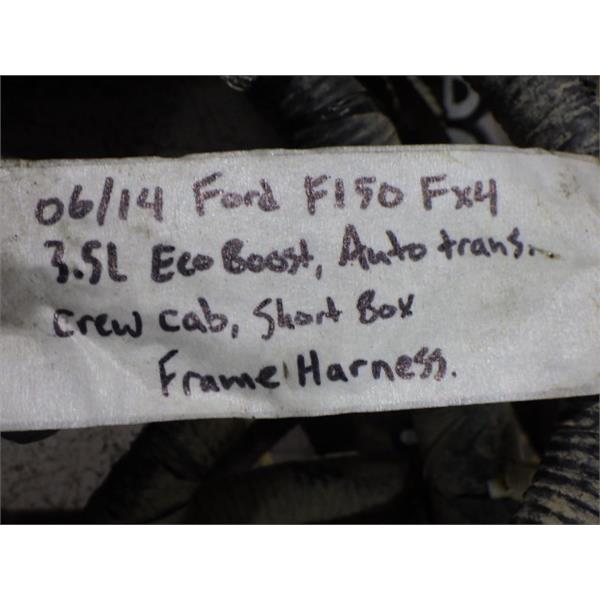 06/14 Ford F150 Fx4
3.5L EcoBoost, Auto trans.
crew cab, Short Box
Frame Harness.